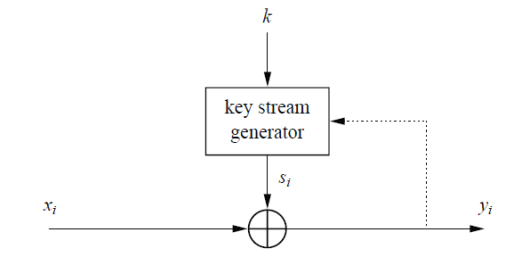 k
key stream
generator
s_i
x_i
y_i